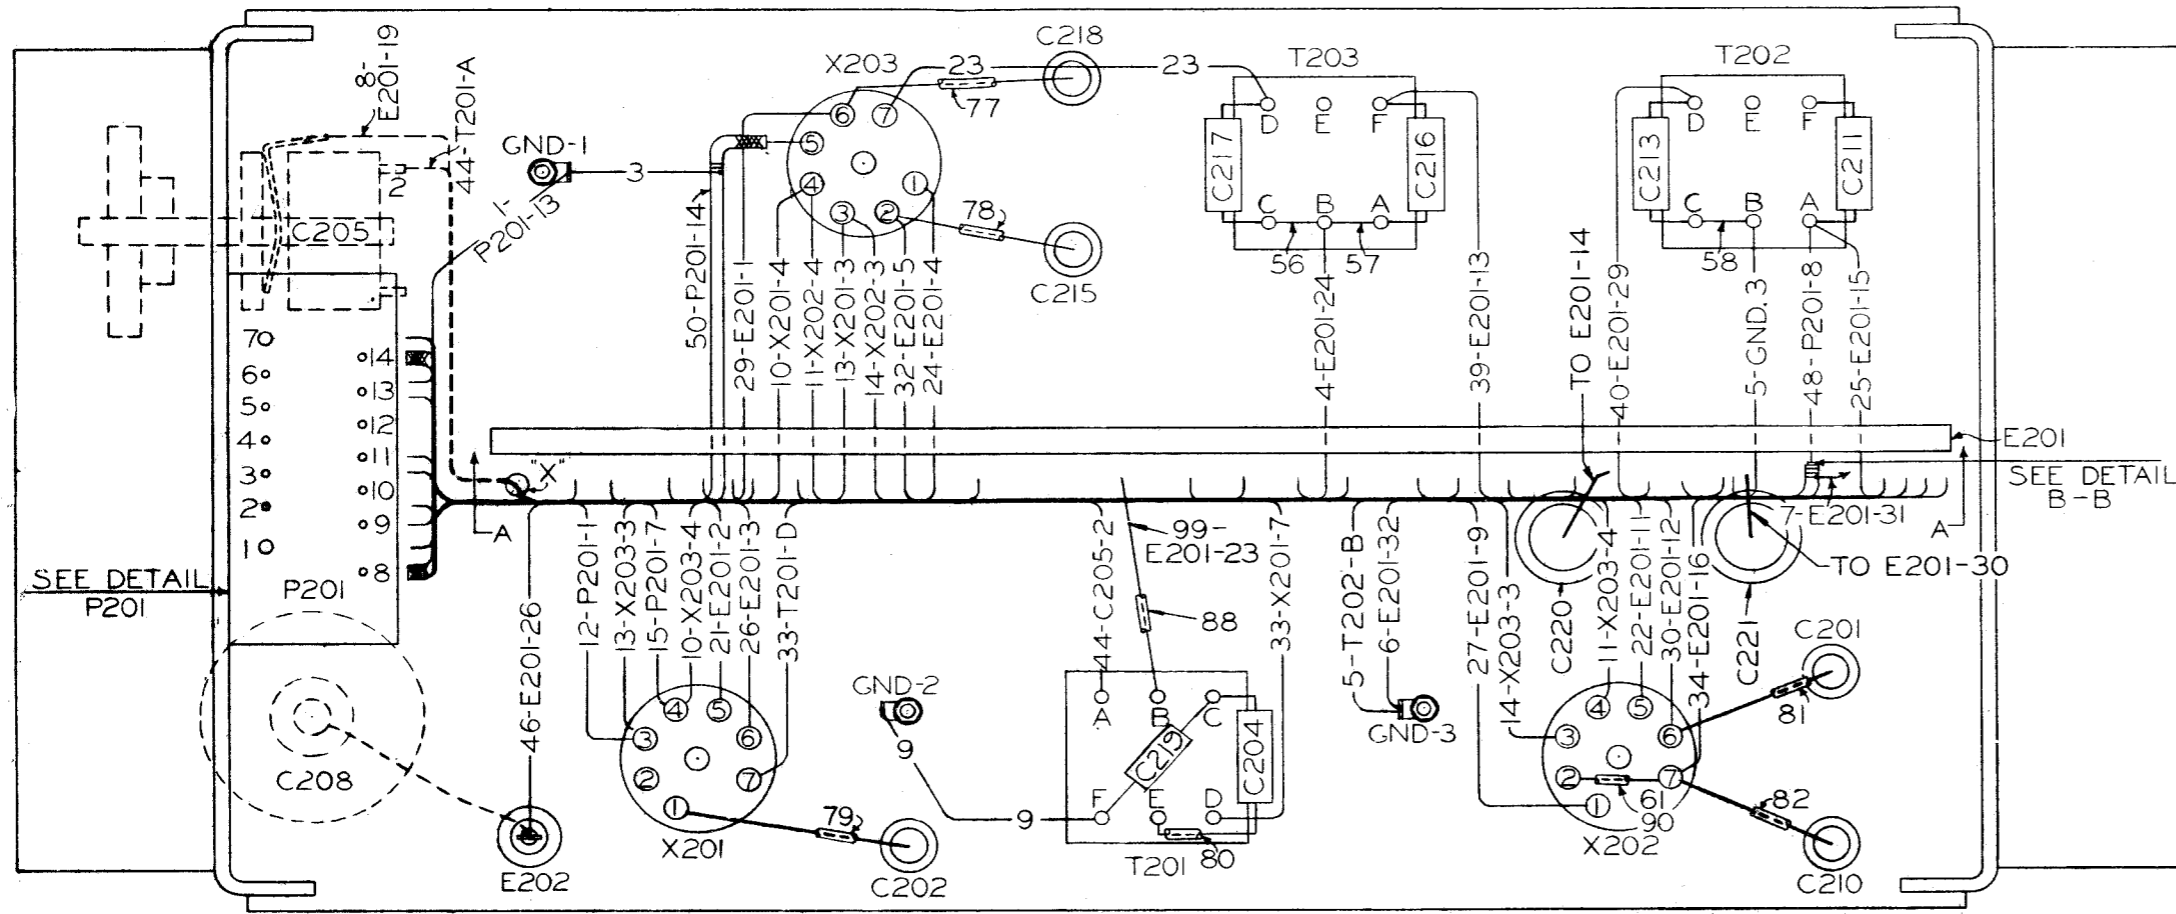 8-
E201-19
44-T201-A
2
C205
GND-1
3
1-
P201-13
X203
6
7
5
4
3
2
1
23
77
C218
23
78
C215
T203
D
E
F
C217
C216
C
B
A
56
57
T202
D
E
F
C213
C211
C
B
A
58
50-P201-14
29-E201-1
10-X201-4
11-X202-4
13-X201-3
14-X202-3
32-E201-5
24-E201-4
4-E201-24
39-E201-13
TO E201-14
40-E201-29
5-GND.3
48-P201-8
25-E201-15
E201
SEE DETAIL
B-B
7
6
5
4
3
2
1
14
13
12
11
10
9
8
P201
SEE DETAIL
P201
"X"
A
A
7-E201-31
TO E201-30
46-E201-26
12-P201-1
13-X203-3
15-P201-7
10-X203-4
21-E201-2
26-E201-3
33-T201-D
99-
E201-23
44-C205-2
88
33-X201-7
5-T202-B
6-E201-32
GND-3
27-E201-9
14-X203-3
C220
11-X203-4
22-E201-11
30-E201-12
34-E201-16
C221
C208
E202
4
5
3
6
2
7
1
X201
79
C202
GND-2
9
9
A
B
C
C219
C204
F
E
D
T201
80
4
5
3
6
2
7
1
61
90
X202
81
C201
82
C210